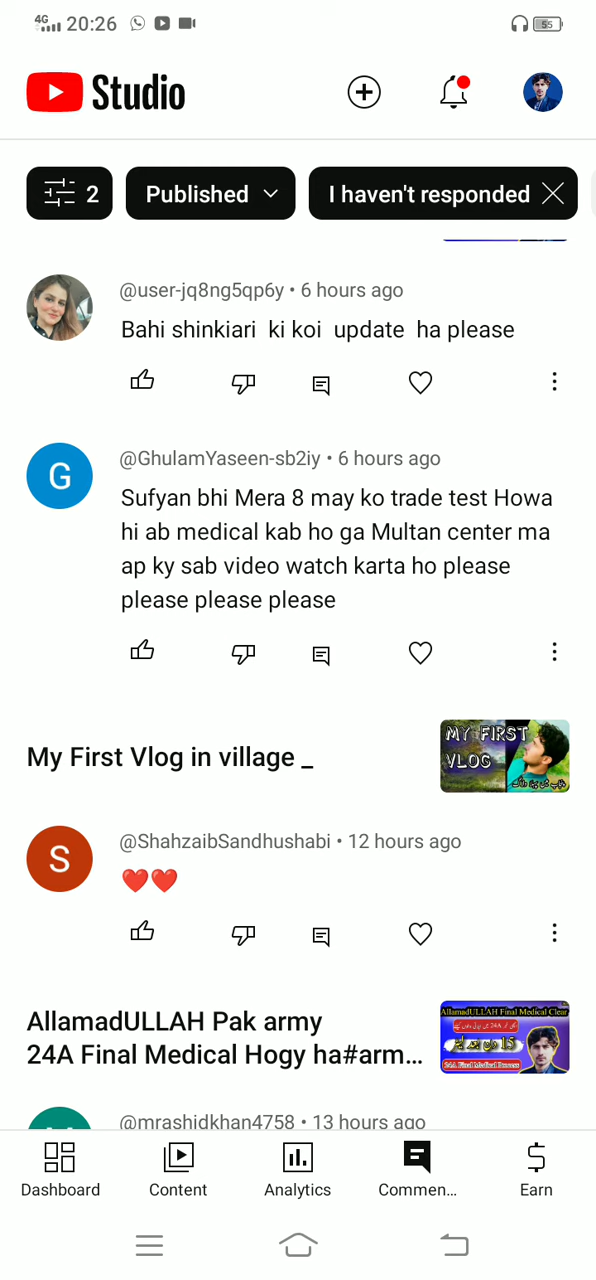 4G 20:26 55
Studio
2 Published I haven't responded
@user-jq8ng5qp6y • 6 hours ago
Bahi shinkiari ki koi update ha please
G
@GhulamYaseen-sb2iy • 6 hours ago
Sufyan bhi Mera 8 may ko trade test Howa
hi ab medical kab ho ga Multan center ma
ap ky sab video watch karta ho please
please please please
My First Vlog in village _
MY FIRST
VLOG
S
@ShahzaibSandhushabi • 12 hours ago
❤️❤️
AllamadULLAH Pak army
24A Final Medical Hogy ha#arm...
AllamadULLAH Final Medical Clear
15 دن بعد
24A Final Medical
@mrashidkhan4758 • 13 hours ago
Dashboard Content Analytics Commen... Earn